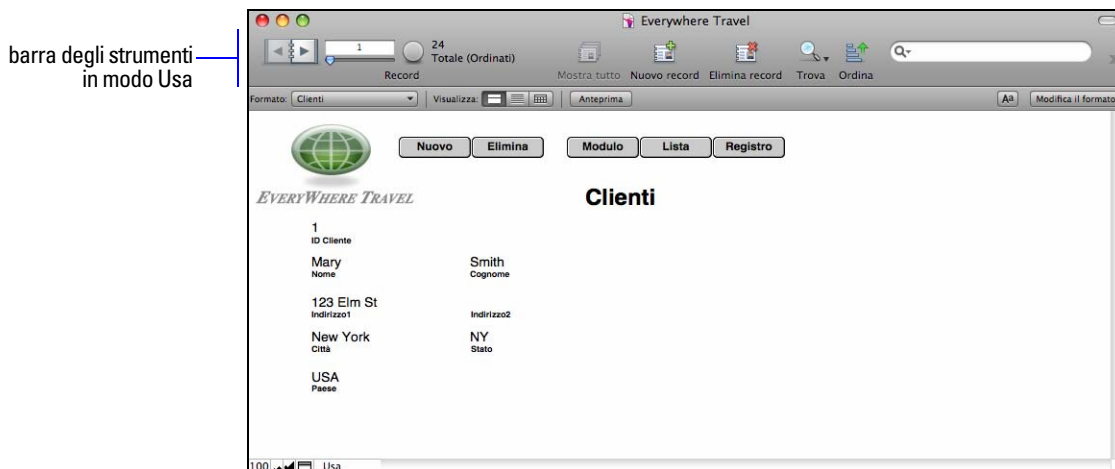 barra degli strumenti
in modo Usa
Everywhere Travel
1
24
Totale (Ordinati)
Record
Mostra tutto Nuovo record Elimina record Trova Ordina
Formato: Clienti Visualizza: Anteprima Aa Modifica il formato
Nuovo Elimina Modulo Lista Registro
EVERYWHERE TRAVEL
Clienti
1
ID Cliente
Mary Smith
Nome Cognome
123 Elm St
Indirizzo1 Indirizzo2
New York NY
Città Stato
USA
Paese
100 Usa